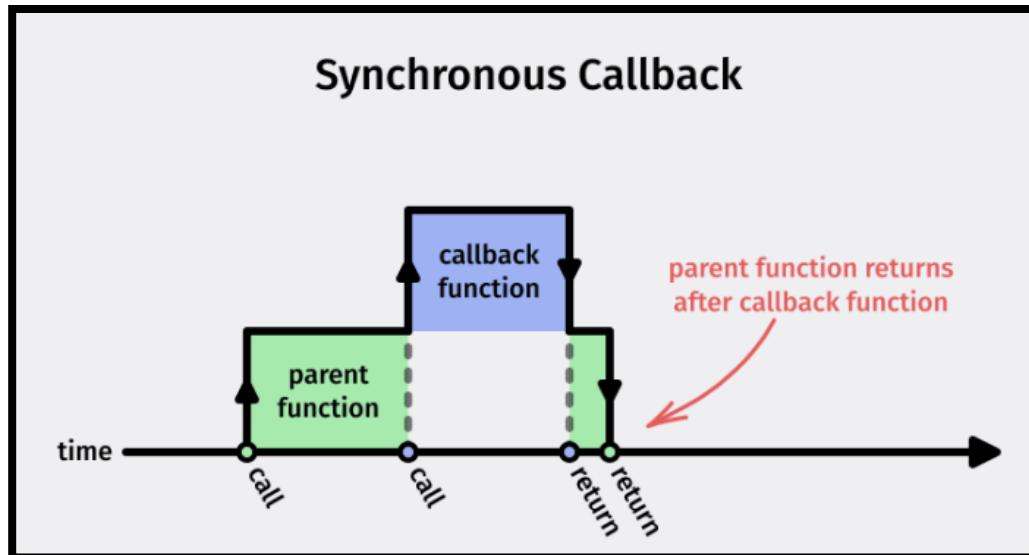 Synchronous Callback
callback
function
parent function returns
after callback function
parent
function
time
call
call
return
return